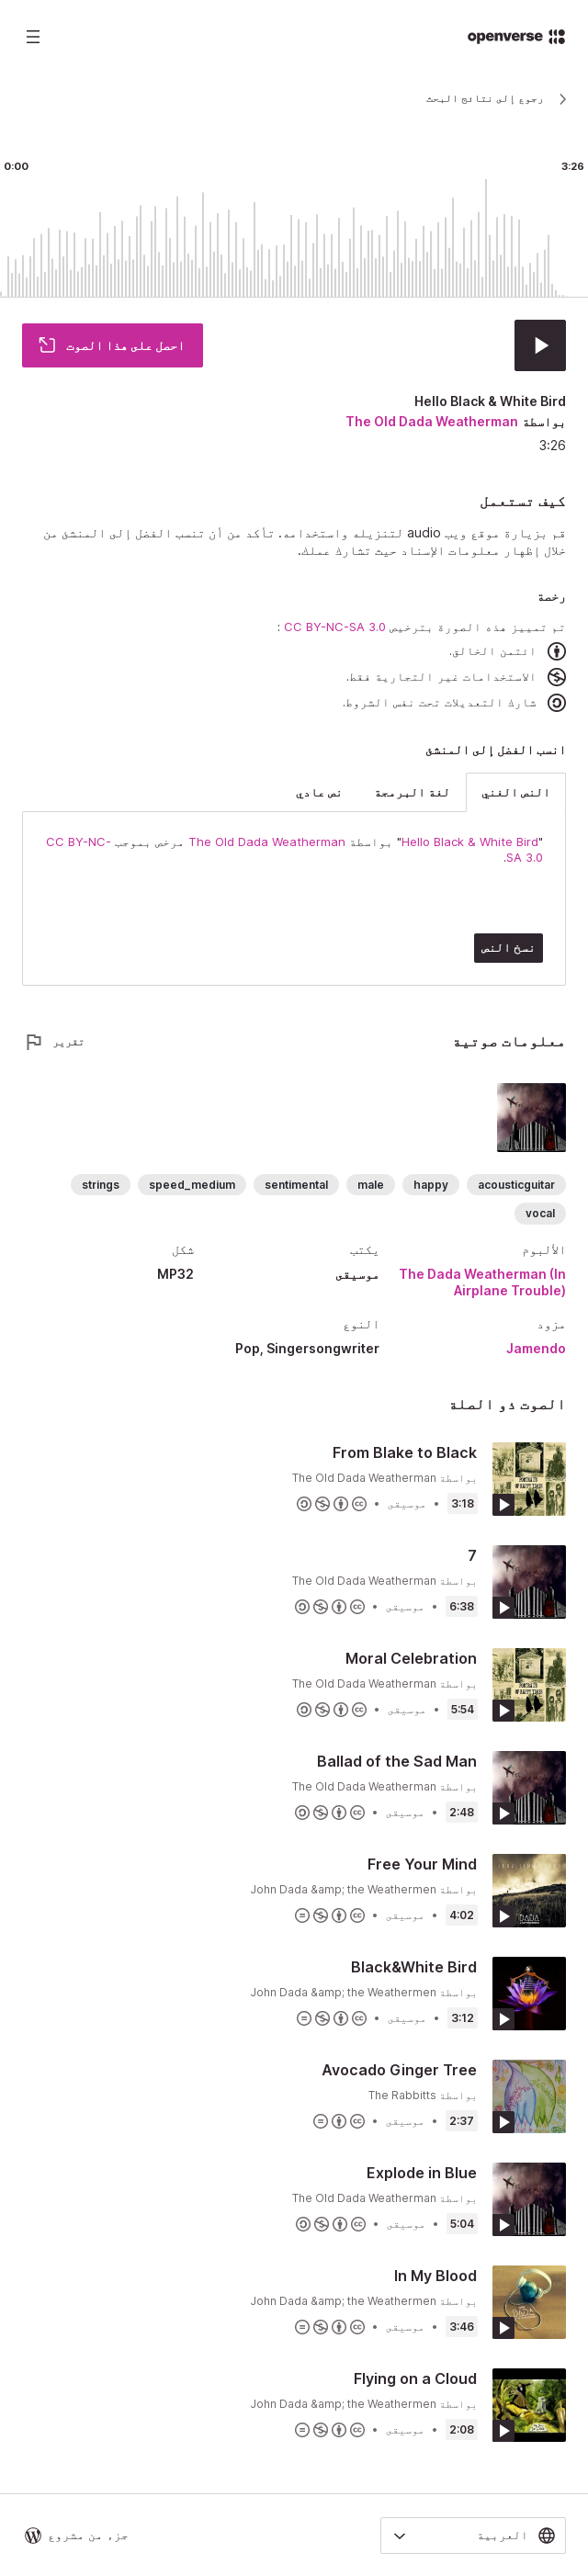 openverse
رجوع إلى نتائج البحث
3:26
0:00
احصل على هذا الصوت
Hello Black & White Bird
بواسطة The Old Dada Weatherman
3:26
كيف تستعمل
قم بزيارة موقع ويب audio لتنزيله واستخدامه. تأكد من أن تنسب الفضل إلى المنشئ من
خلال إظهار معلومات الإسناد حيث تشارك عملك.
رخصة
تم تمييز هذه الصورة بترخيص CC BY-NC-SA 3.0 :
ائتمن الخالق.
الاستخدامات غير التجارية فقط.
شارك التعديلات تحت نفس الشروط.
انسب الفضل إلى المنشئ
النص الغني
لغة البرمجة
نص عادي
"Hello Black & White Bird" بواسطة The Old Dada Weatherman مرخص بموجب CC BY-NC-
SA 3.0.
نسخ النص
معلومات صوتية
تقرير
acousticguitar
happy
male
sentimental
speed_medium
strings
vocal
الألبوم
يكتب
شكل
The Dada Weatherman (In
Airplane Trouble)
موسيقى
MP32
مزود
النوع
Jamendo
Pop, Singersongwriter
الصوت ذو الصلة
From Blake to Black
بواسطة The Old Dada Weatherman
3:18 • موسيقى •
7
بواسطة The Old Dada Weatherman
6:38 • موسيقى •
Moral Celebration
بواسطة The Old Dada Weatherman
5:54 • موسيقى •
Ballad of the Sad Man
بواسطة The Old Dada Weatherman
2:48 • موسيقى •
Free Your Mind
بواسطة John Dada &amp; the Weathermen
4:02 • موسيقى •
Black&White Bird
بواسطة John Dada &amp; the Weathermen
3:12 • موسيقى •
Avocado Ginger Tree
بواسطة The Rabbitts
2:37 • موسيقى •
Explode in Blue
بواسطة The Old Dada Weatherman
5:04 • موسيقى •
In My Blood
بواسطة John Dada &amp; the Weathermen
3:46 • موسيقى •
Flying on a Cloud
بواسطة John Dada &amp; the Weathermen
2:08 • موسيقى •
العربية
جزء من مشروع